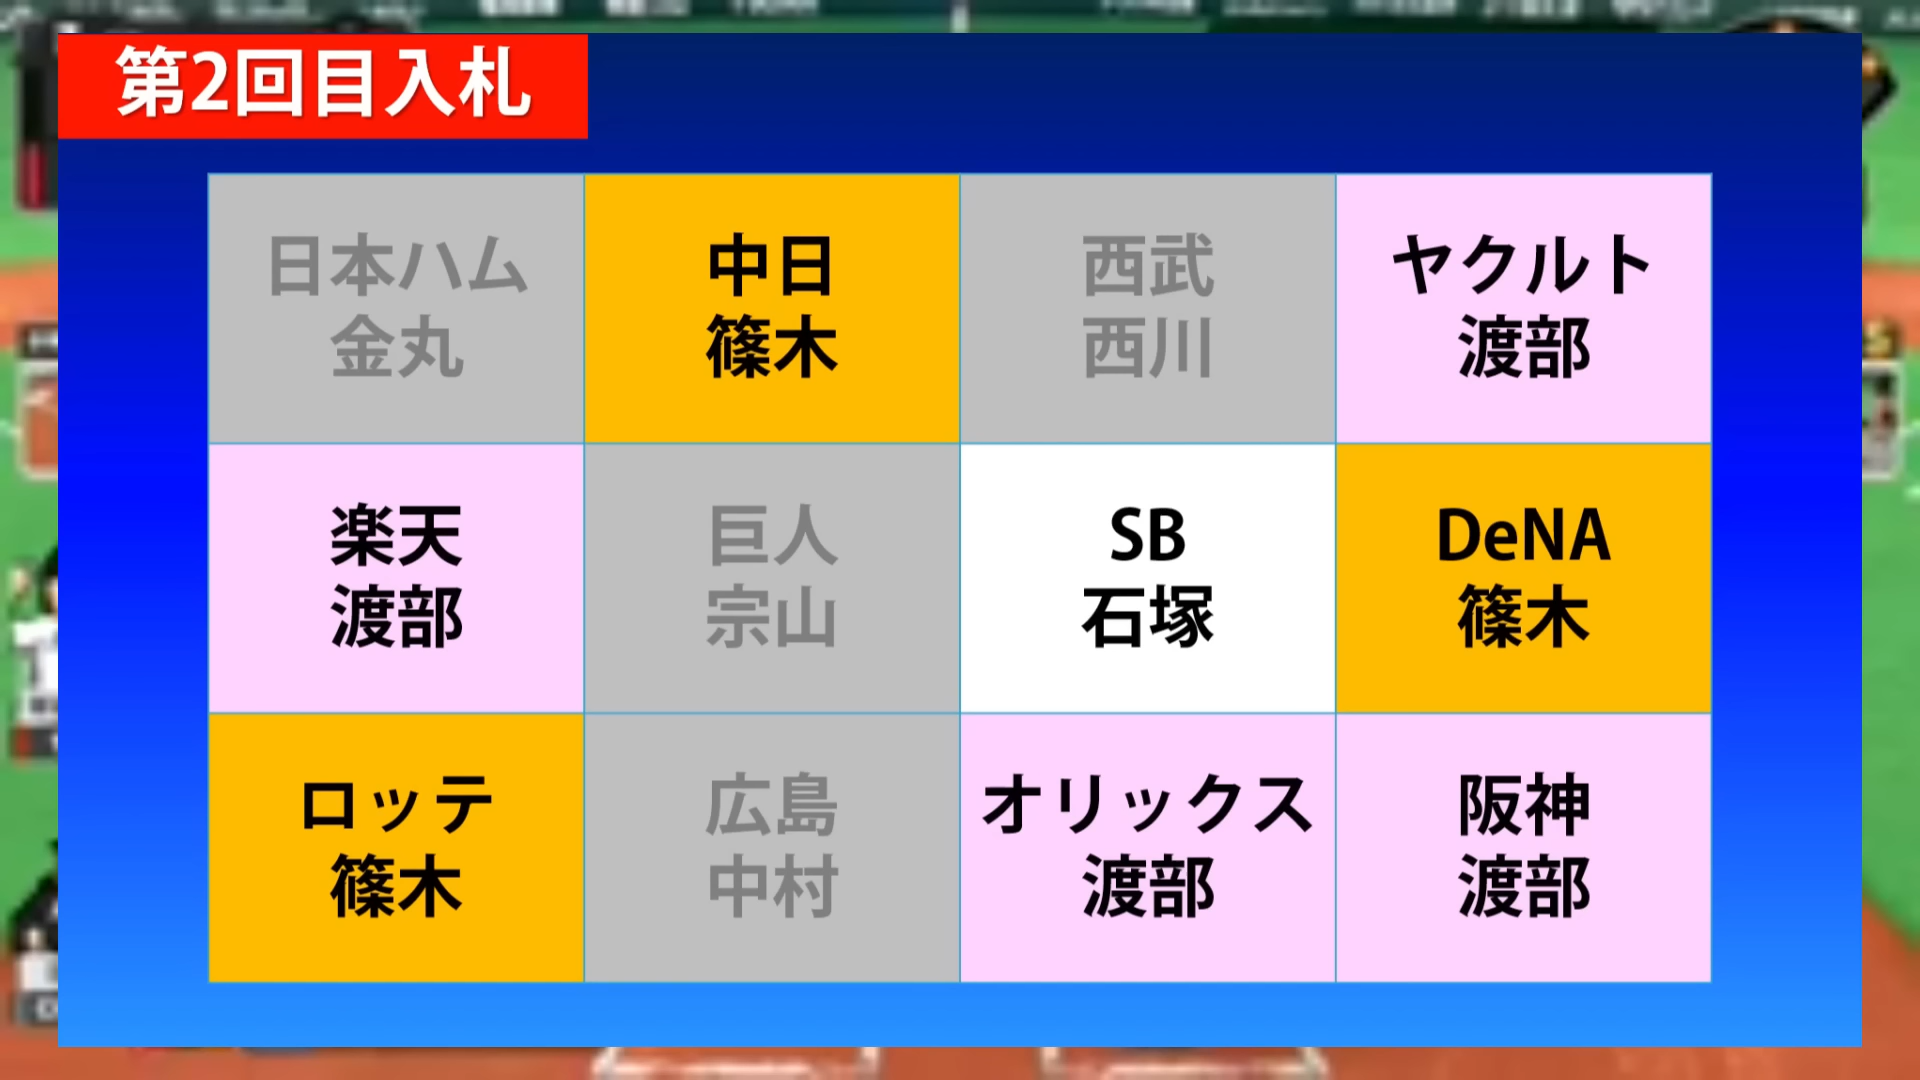 第2回目入札
日本ハム
金丸
中日
篠木
西武
西川
ヤクルト
渡部
楽天
渡部
巨人
宗山
SB
石塚
DeNA
篠木
ロッテ
篠木
広島
中村
オリックス
渡部
阪神
渡部